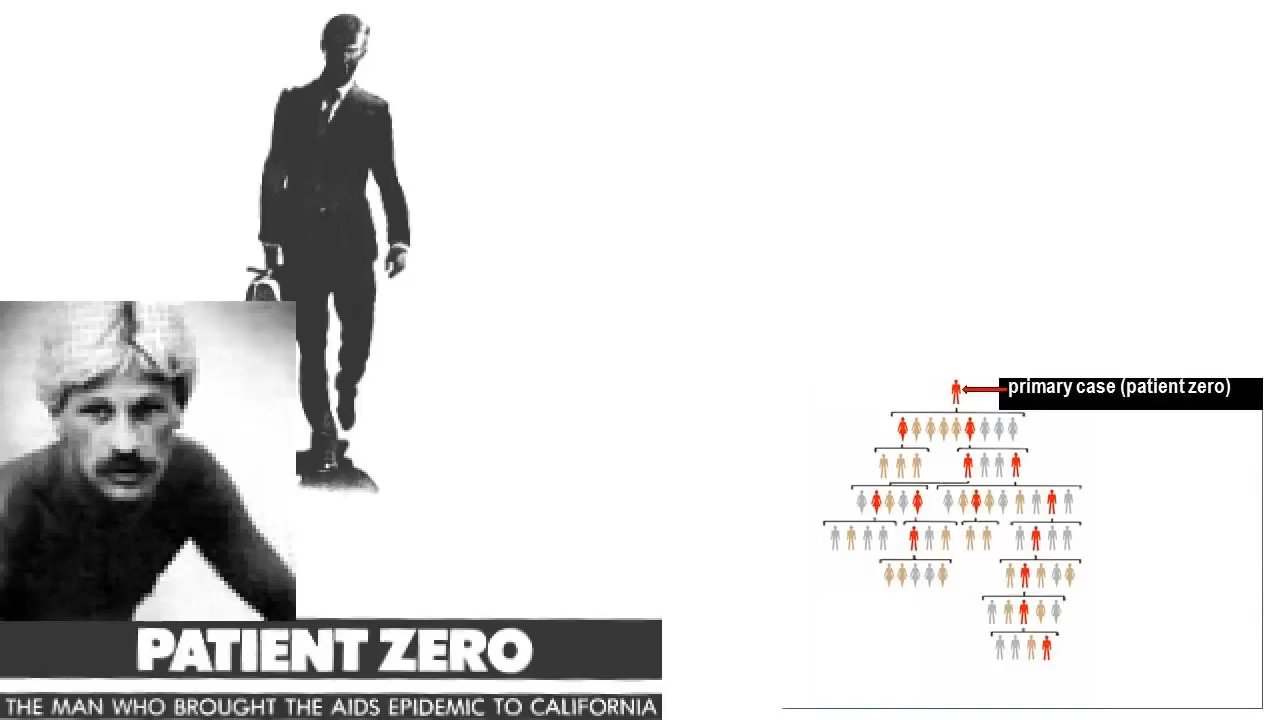 primary case (patient zero)
PATIENT ZERO
THE MAN WHO BROUGHT THE AIDS EPIDEMIC TO CALIFORNIA